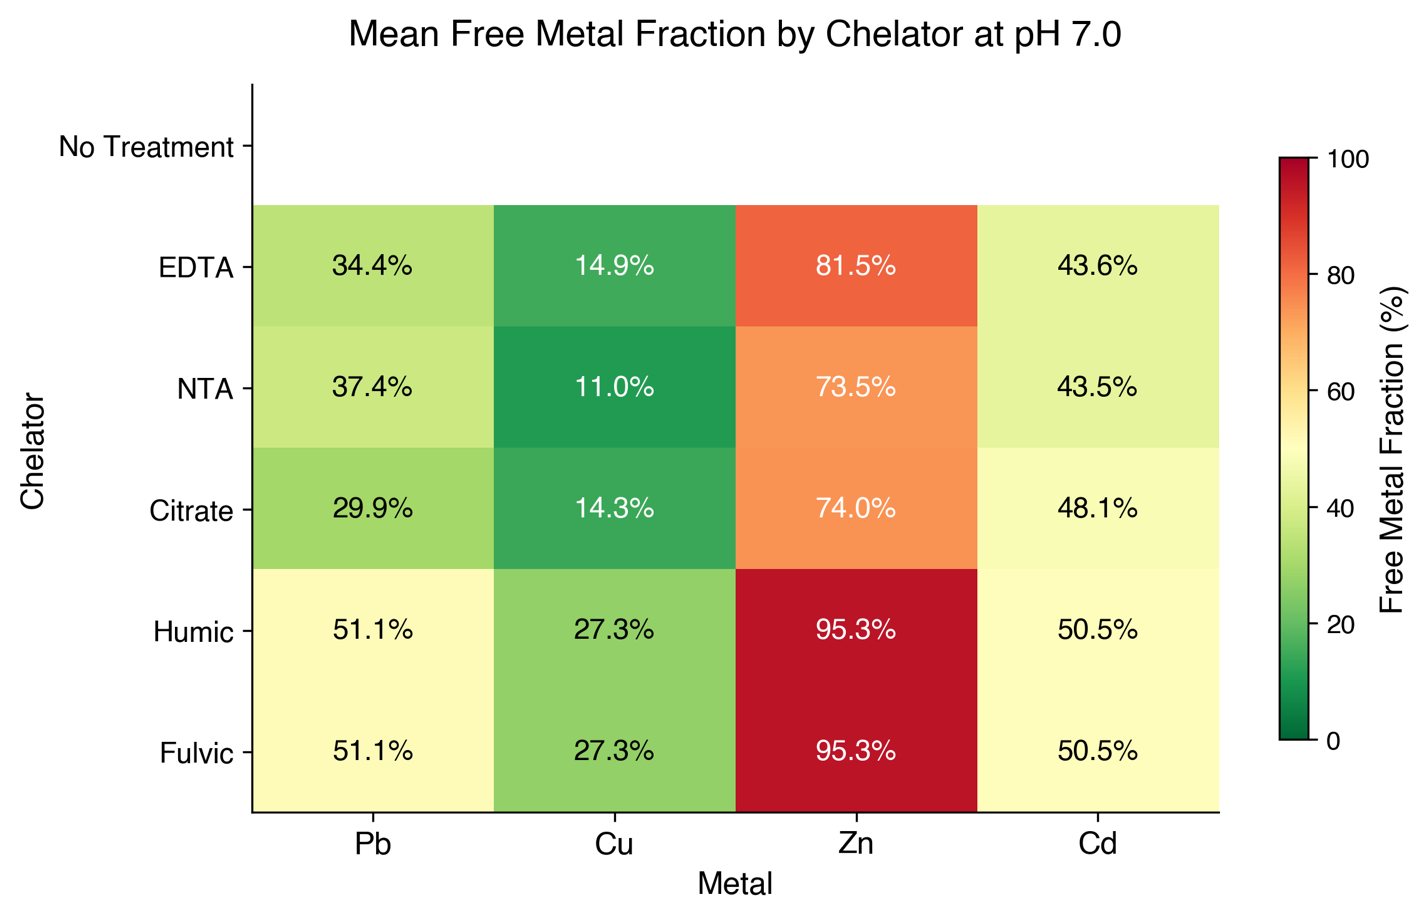 Mean Free Metal Fraction by Chelator at pH 7.0
Chelator
No Treatment
EDTA 34.4% 14.9% 81.5% 43.6%
NTA 37.4% 11.0% 73.5% 43.5%
Citrate 29.9% 14.3% 74.0% 48.1%
Humic 51.1% 27.3% 95.3% 50.5%
Fulvic 51.1% 27.3% 95.3% 50.5%
Pb Cu Zn Cd
Metal
100
80
60
40
20
0
Free Metal Fraction (%)